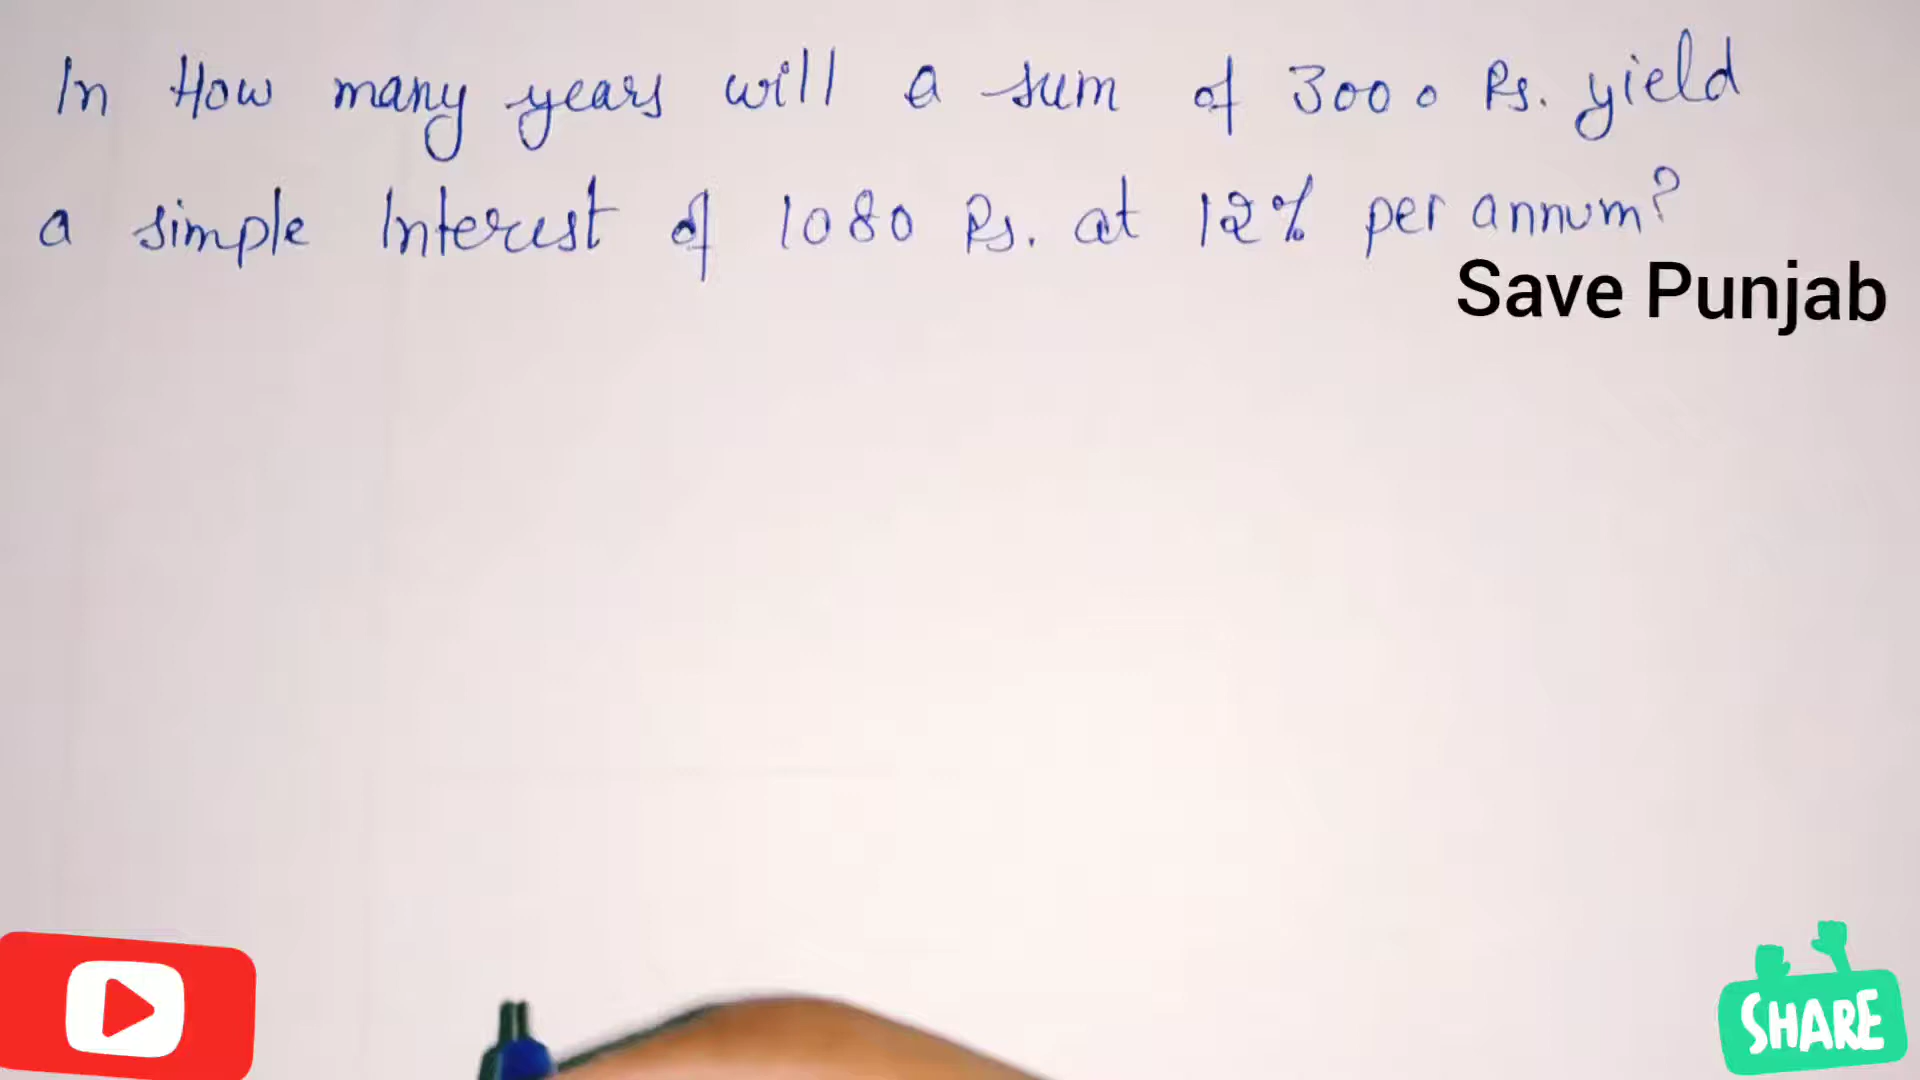 In How many years will a sum of 3000 Rs. yield
a simple Interest of 1080 Rs. at 12% per annum?
Save Punjab
SHARE